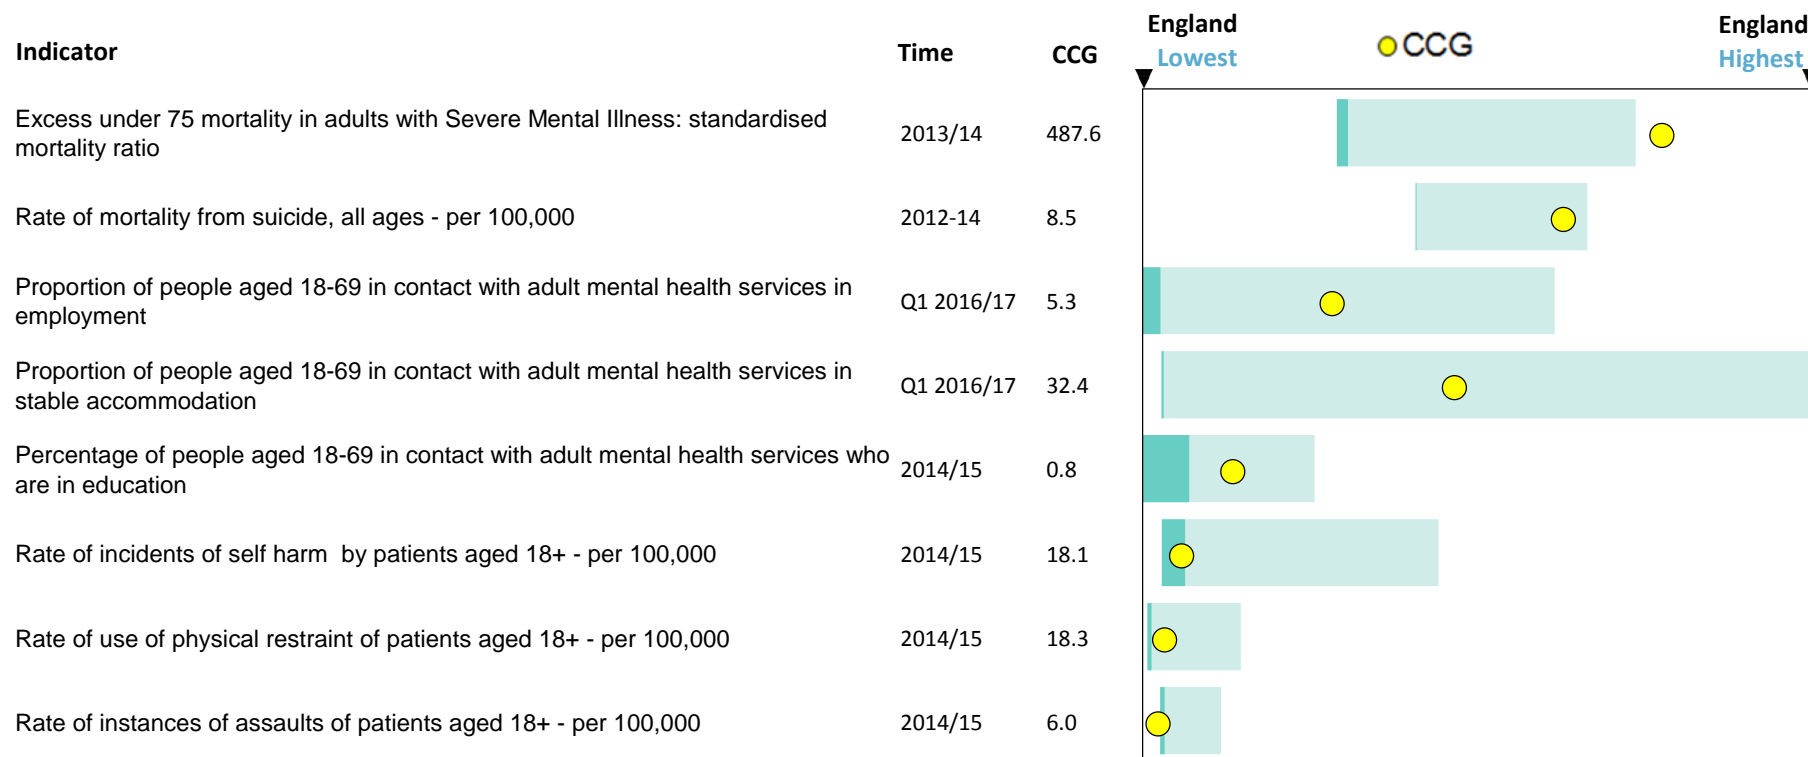 Indicator Time CCG England Lowest CCG England Highest
Excess under 75 mortality in adults with Severe Mental Illness: standardised
mortality ratio
2013/14 487.6
Rate of mortality from suicide, all ages - per 100,000 2012-14 8.5
Proportion of people aged 18-69 in contact with adult mental health services in
employment
Q1 2016/17 5.3
Proportion of people aged 18-69 in contact with adult mental health services in
stable accommodation
Q1 2016/17 32.4
Percentage of people aged 18-69 in contact with adult mental health services who
are in education
2014/15 0.8
Rate of incidents of self harm  by patients aged 18+ - per 100,000 2014/15 18.1
Rate of use of physical restraint of patients aged 18+ - per 100,000 2014/15 18.3
Rate of instances of assaults of patients aged 18+ - per 100,000 2014/15 6.0